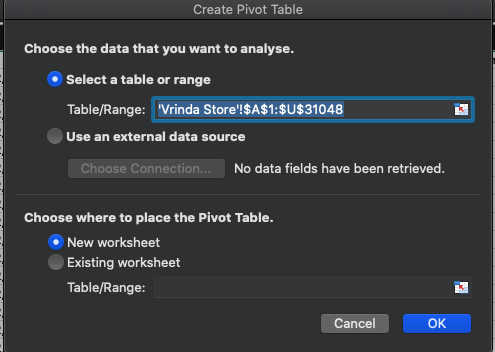 Create Pivot Table
Choose the data that you want to analyse.
Select a table or range
Table/Range: 'Vrinda Store'!$A$1:$U$31048
Use an external data source
Choose Connection... No data fields have been retrieved.
Choose where to place the Pivot Table.
New worksheet
Existing worksheet
Table/Range:
Cancel OK